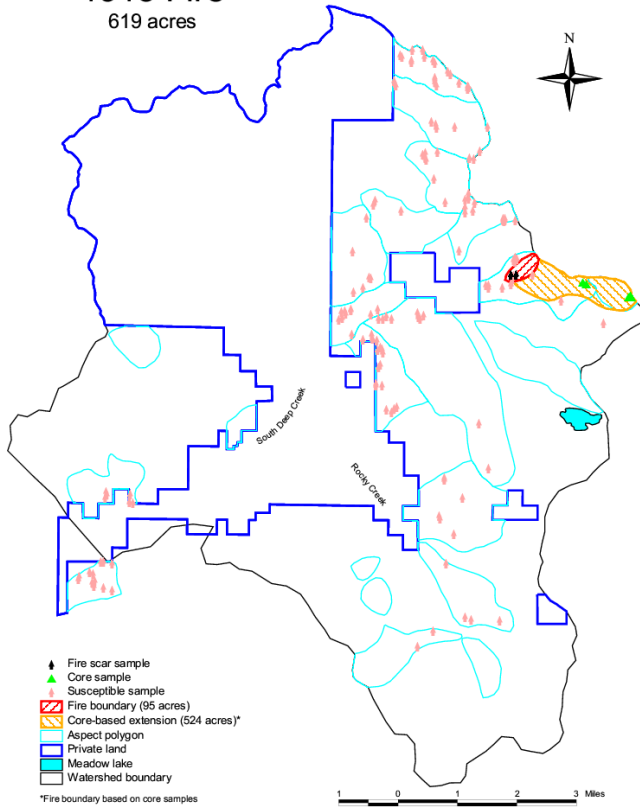 619 acres
N
South Deep Creek
Rocky Creek
Fire scar sample
Core sample
Susceptible sample
Fire boundary (95 acres)
Core-based extension (524 acres)*
Aspect polygon
Private land
Meadow lake
Watershed boundary
*Fire boundary based on core samples
1 0 1 2 3 Miles